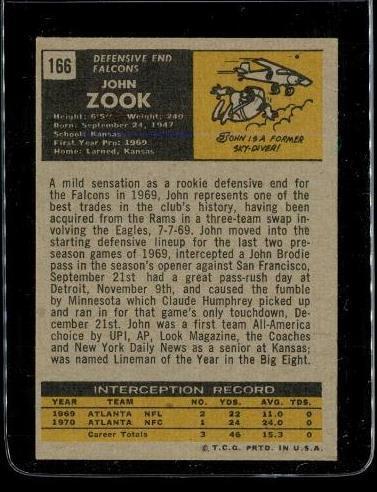 166
DEFENSIVE END
FALCONS
JOHN
ZOOK
Height: 6'5" Weight: 240
Born: September 24, 1947
School: Kansas
First Year Pro: 1969
Home: Larned, Kansas
JOHN IS A FORMER
SKY-DIVER!
A mild sensation as a rookie defensive end for
the Falcons in 1969, John represents one of the
best trades in the club's history, having been
acquired from the Rams in a three-team swap in-
volving the Eagles, 7-7-69. John moved into the
starting defensive lineup for the last two pre-
season games of 1969, intercepted a John Brodie
pass in the season's opener against San Francisco,
September 21st had a great pass-rush day at
Detroit, November 9th, and caused the fumble
by Minnesota which Claude Humphrey picked up
and ran in for that game's only touchdown, De-
cember 21st. John was a first team All-America
choice by UPI, AP, Look Magazine, the Coaches
and New York Daily News as a senior at Kansas;
was named Lineman of the Year in the Big Eight.
INTERCEPTION RECORD
YEAR TEAM NO. YDS. AVG. TDS.
1969 ATLANTA NFL 2 22 11.0 0
1970 ATLANTA NFC 1 24 24.0 0
Career Totals 3 46 15.3 0
© T.C.G. PRTD. IN U.S.A.